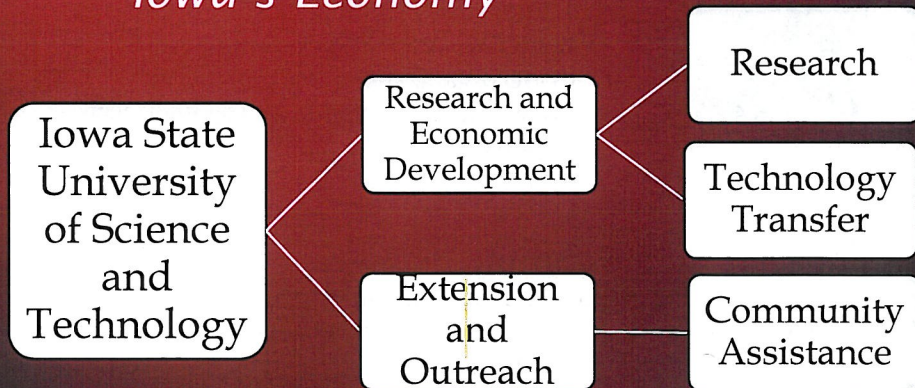 Iowa's Economy
Iowa State
University
of Science
and
Technology
Research and
Economic
Development
Extension
and
Outreach
Research
Technology
Transfer
Community
Assistance